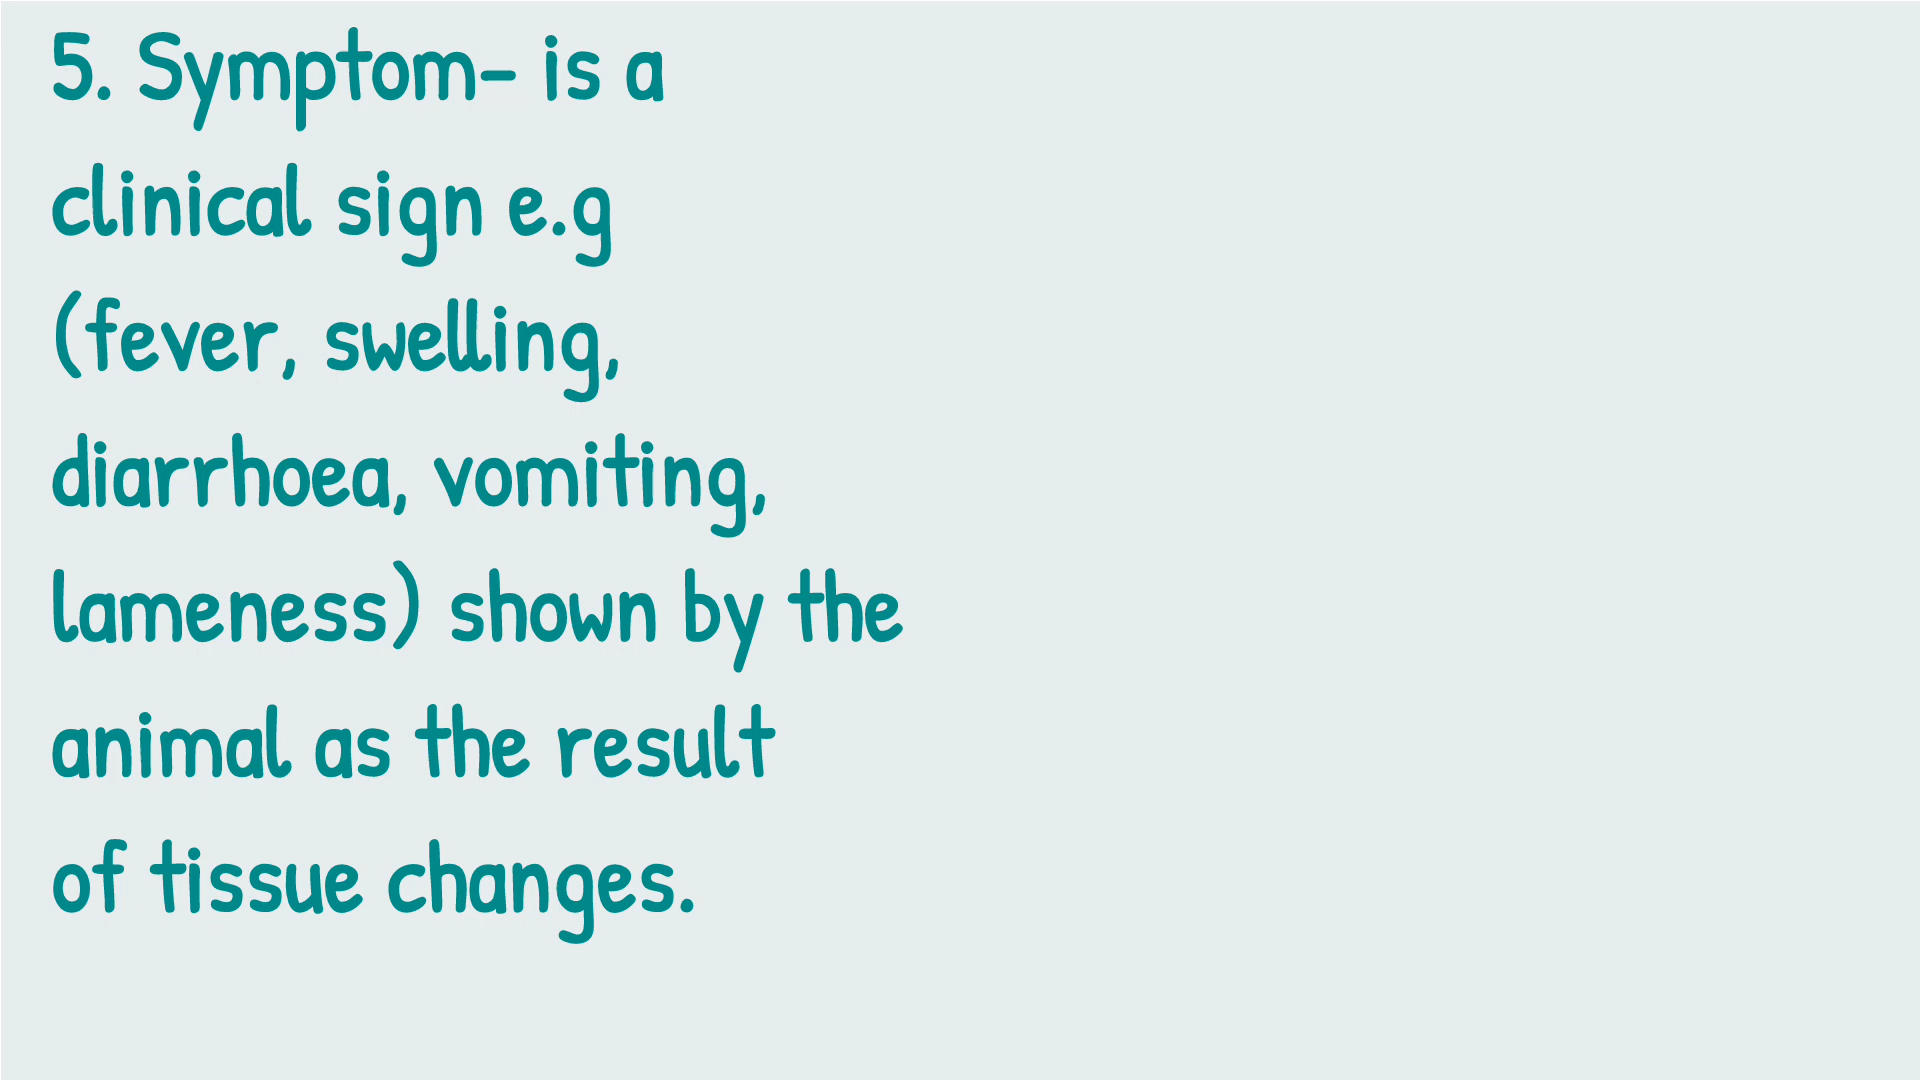 5. Symptom- is a
clinical sign e.g
(fever, swelling,
diarrhoea, vomiting,
lameness) shown by the
animal as the result
of tissue changes.